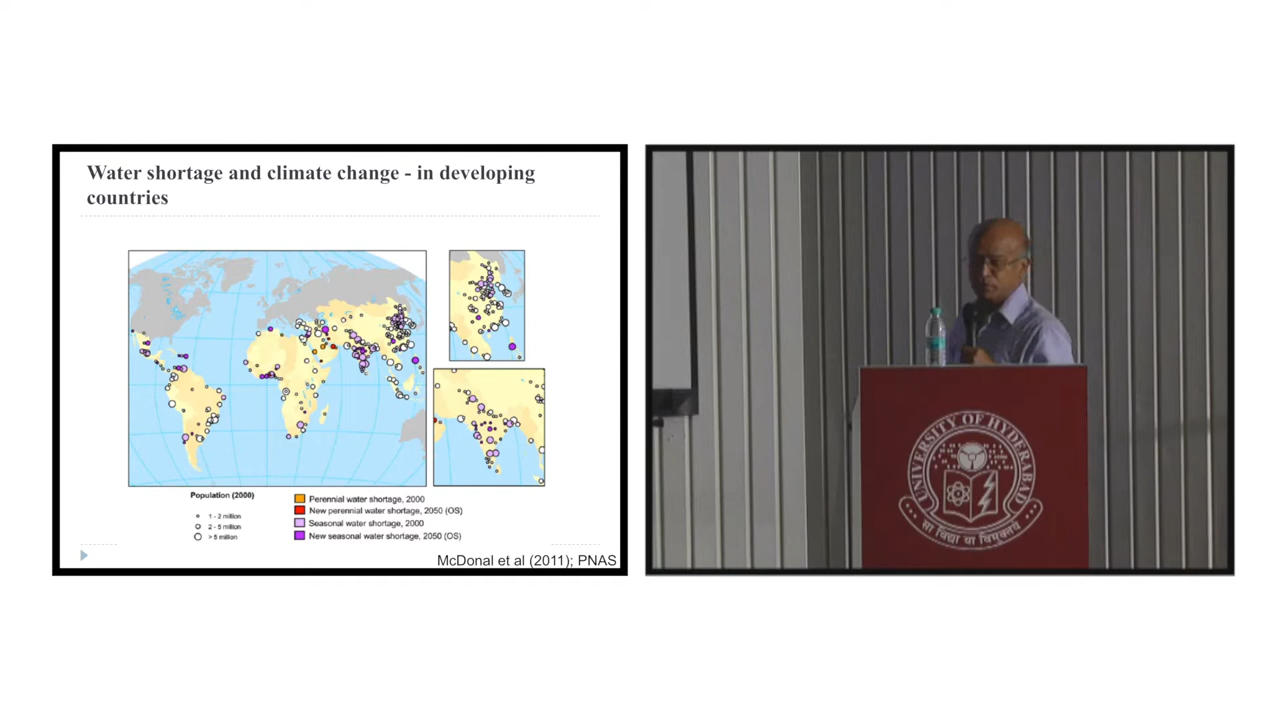 Water shortage and climate change - in developing
countries
Population (2000)
1 - 2 million
2 - 5 million
> 5 million
Perennial water shortage, 2000
New perennial water shortage, 2050 (OS)
Seasonal water shortage, 2000
New seasonal water shortage, 2050 (OS)
McDonal et al (2011); PNAS
UNIVERSITY OF HYDERABAD
सा विद्या या विमुक्तये